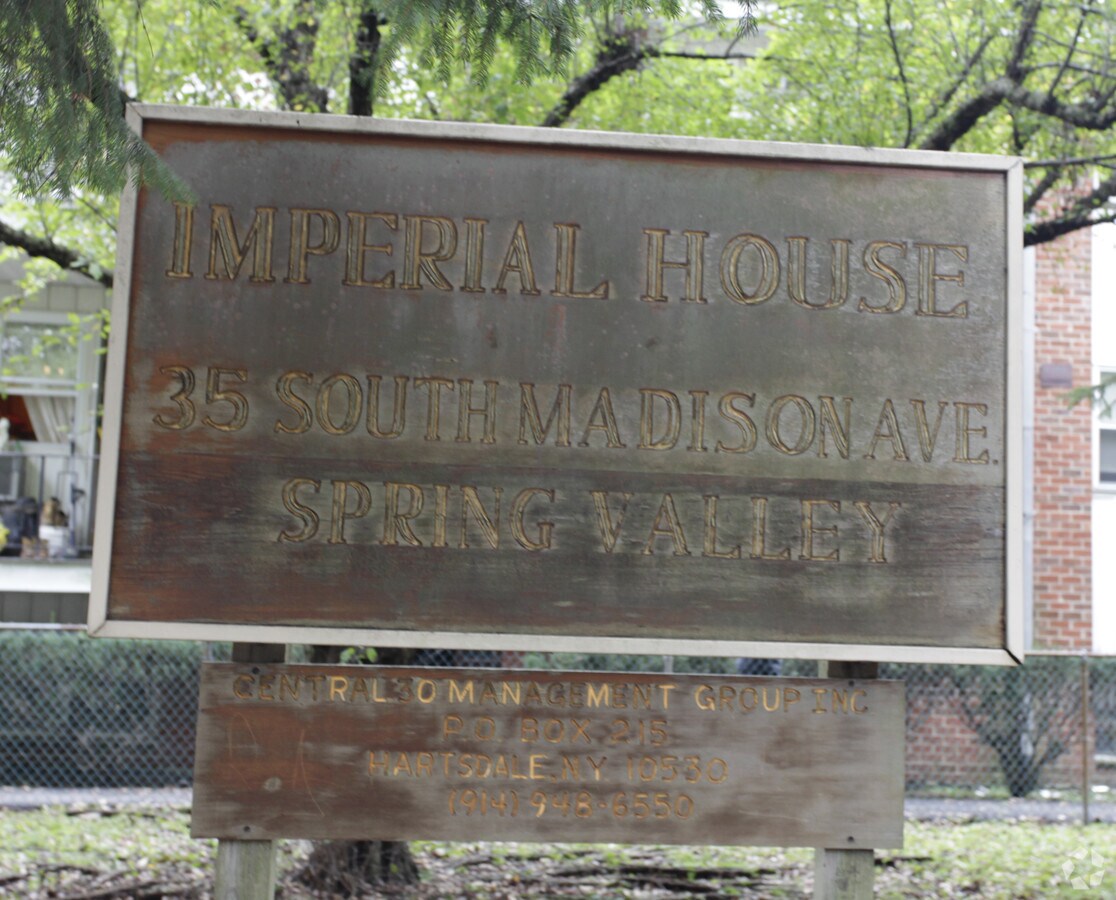 IMPERIAL HOUSE
35 SOUTH MADISON AVE.
SPRING VALLEY
CENTRAL 30 MANAGEMENT GROUP INC
P.O. BOX 215
HARTSDALE.NY 10530
(914) 948-6550